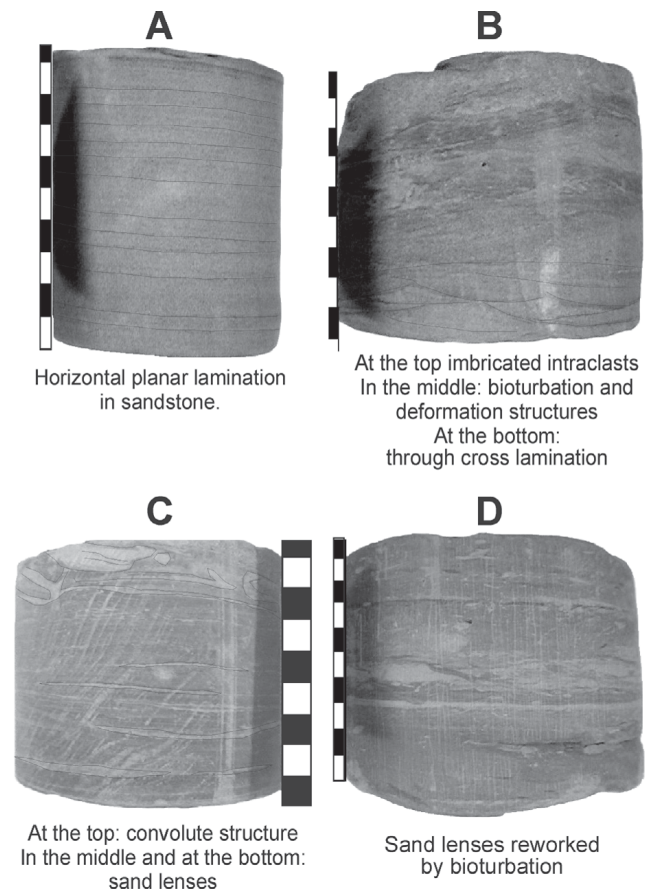 A
B
Horizontal planar lamination
in sandstone.
At the top imbricated intraclasts
In the middle: bioturbation and
deformation structures
At the bottom:
through cross lamination
C
D
At the top: convolute structure
In the middle and at the bottom:
sand lenses
Sand lenses reworked
by bioturbation